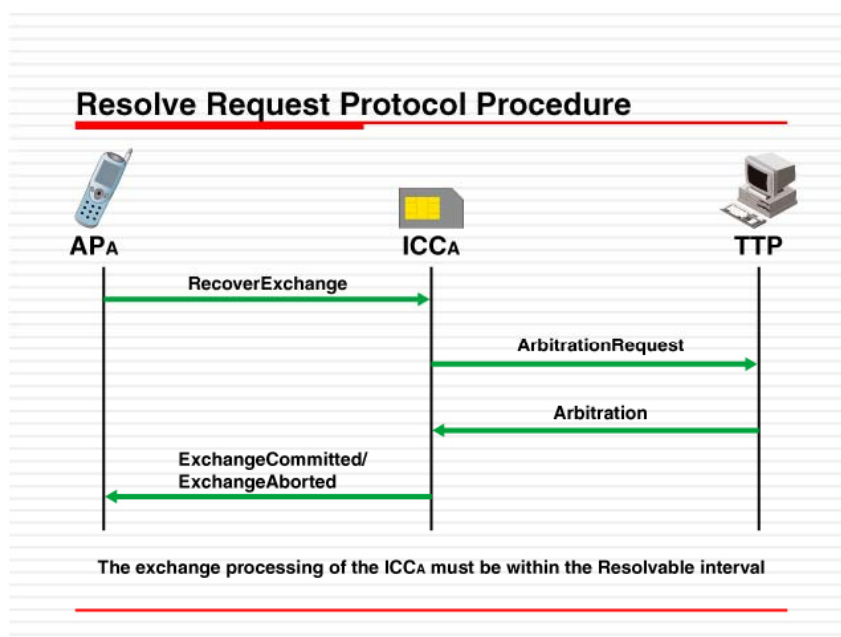 Resolve Request Protocol Procedure
APA ICCA TTP
RecoverExchange
ArbitrationRequest
Arbitration
ExchangeCommitted/
ExchangeAborted
The exchange processing of the ICCA must be within the Resolvable interval